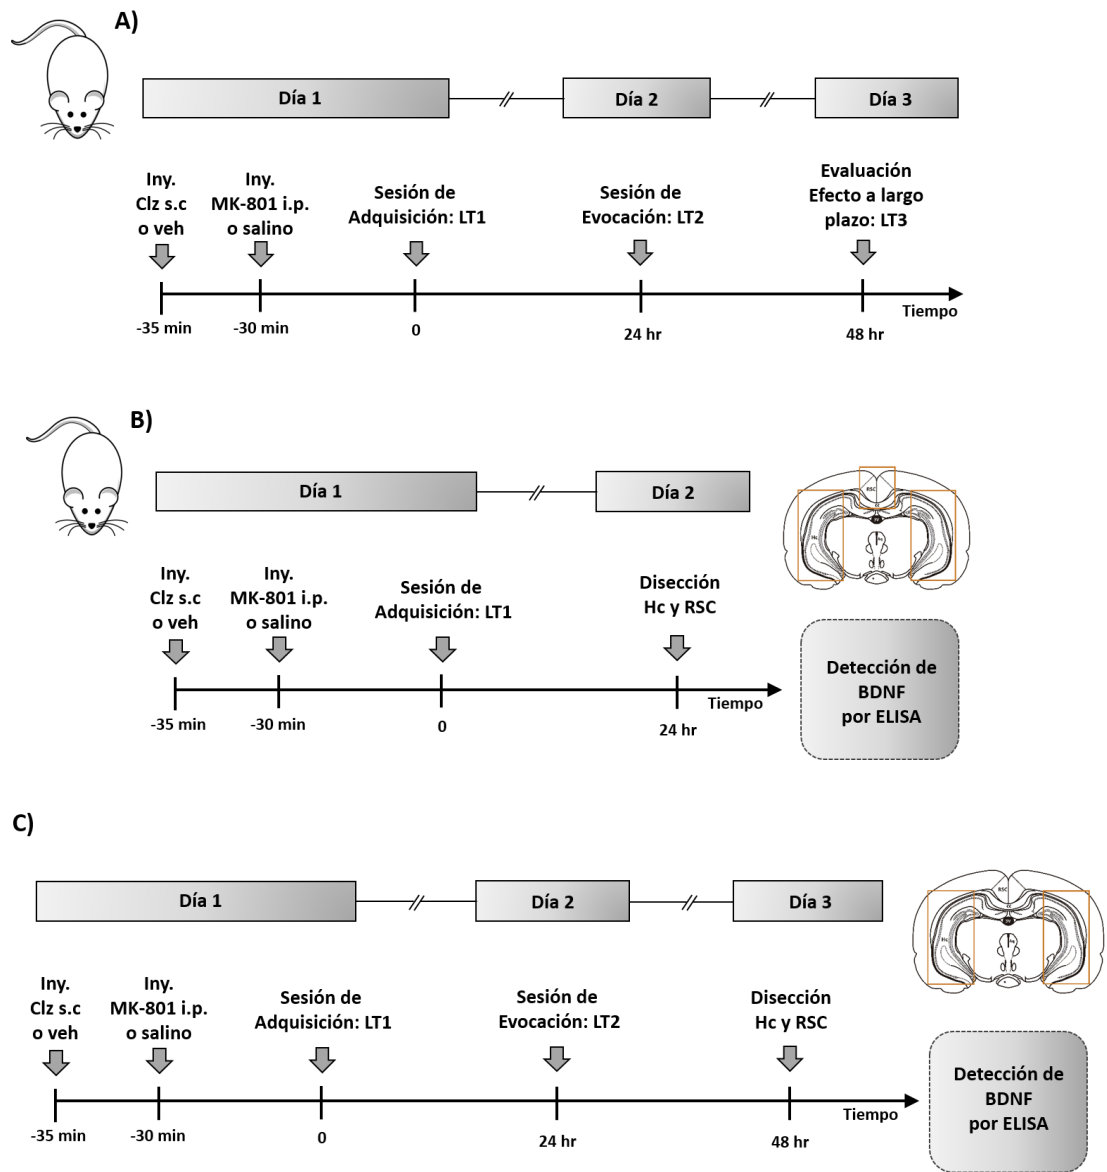 A)
Día 1
Día 2
Día 3
Iny.
Clz s.c
o veh
Iny.
MK-801 i.p.
o salino
Sesión de
Adquisición: LT1
Sesión de
Evocación: LT2
Evaluación
Efecto a largo
plazo: LT3
Tiempo
-35 min
-30 min
0
24 hr
48 hr
B)
Día 1
Día 2
RSC
Hc
Iny.
Clz s.c
o veh
Iny.
MK-801 i.p.
o salino
Sesión de
Adquisición: LT1
Disección
Hc y RSC
Tiempo
-35 min
-30 min
0
24 hr
Detección de
BDNF
por ELISA
C)
Día 1
Día 2
Día 3
RSC
Hc
Iny.
Clz s.c
o veh
Iny.
MK-801 i.p.
o salino
Sesión de
Adquisición: LT1
Sesión de
Evocación: LT2
Disección
Hc y RSC
Tiempo
-35 min
-30 min
0
24 hr
48 hr
Detección de
BDNF
por ELISA